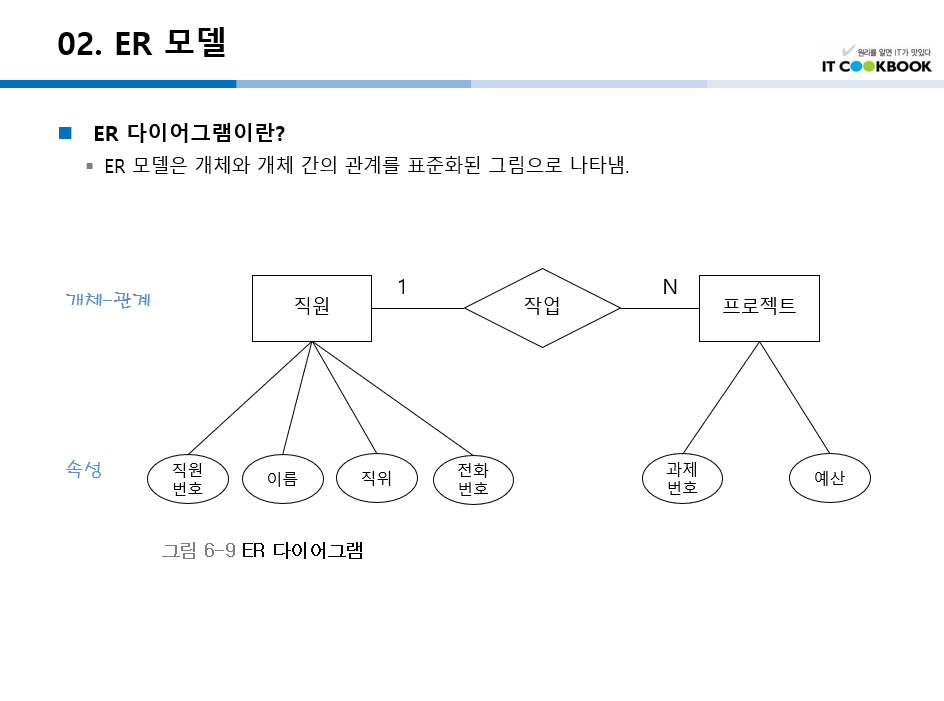 02. ER 모델
원리를 알면 IT가 맛있다
IT COOKBOOK
ER 다이어그램이란?
ER 모델은 개체와 개체 간의 관계를 표준화된 그림으로 나타냄.
개체-관계
직원
1
작업
N
프로젝트
속성
직원
번호
이름
직위
전화
번호
과제
번호
예산
그림 6-9 ER 다이어그램